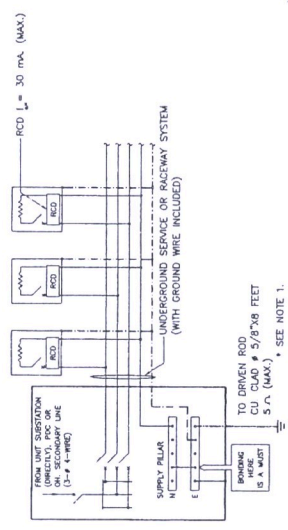 RCD I = 30 mA (MAX.)
RCD
RCD
RCD
UNDERGROUND SERVICE OR RACEWAY SYSTEM
(WITH GROUND WIRE INCLUDED)
FROM UNIT SUBSTATION
(DIRECTLY), PDC OR
OH. SECONDARY LINE
(3-ø 4-WIRE)
SUPPLY PILLAR
N
E
BONDING
HERE
IS A MUST
TO DRIVEN ROD
CU CLAD ø 5/8"X8 FEET
5 Ω (MAX.)
* SEE NOTE 1.